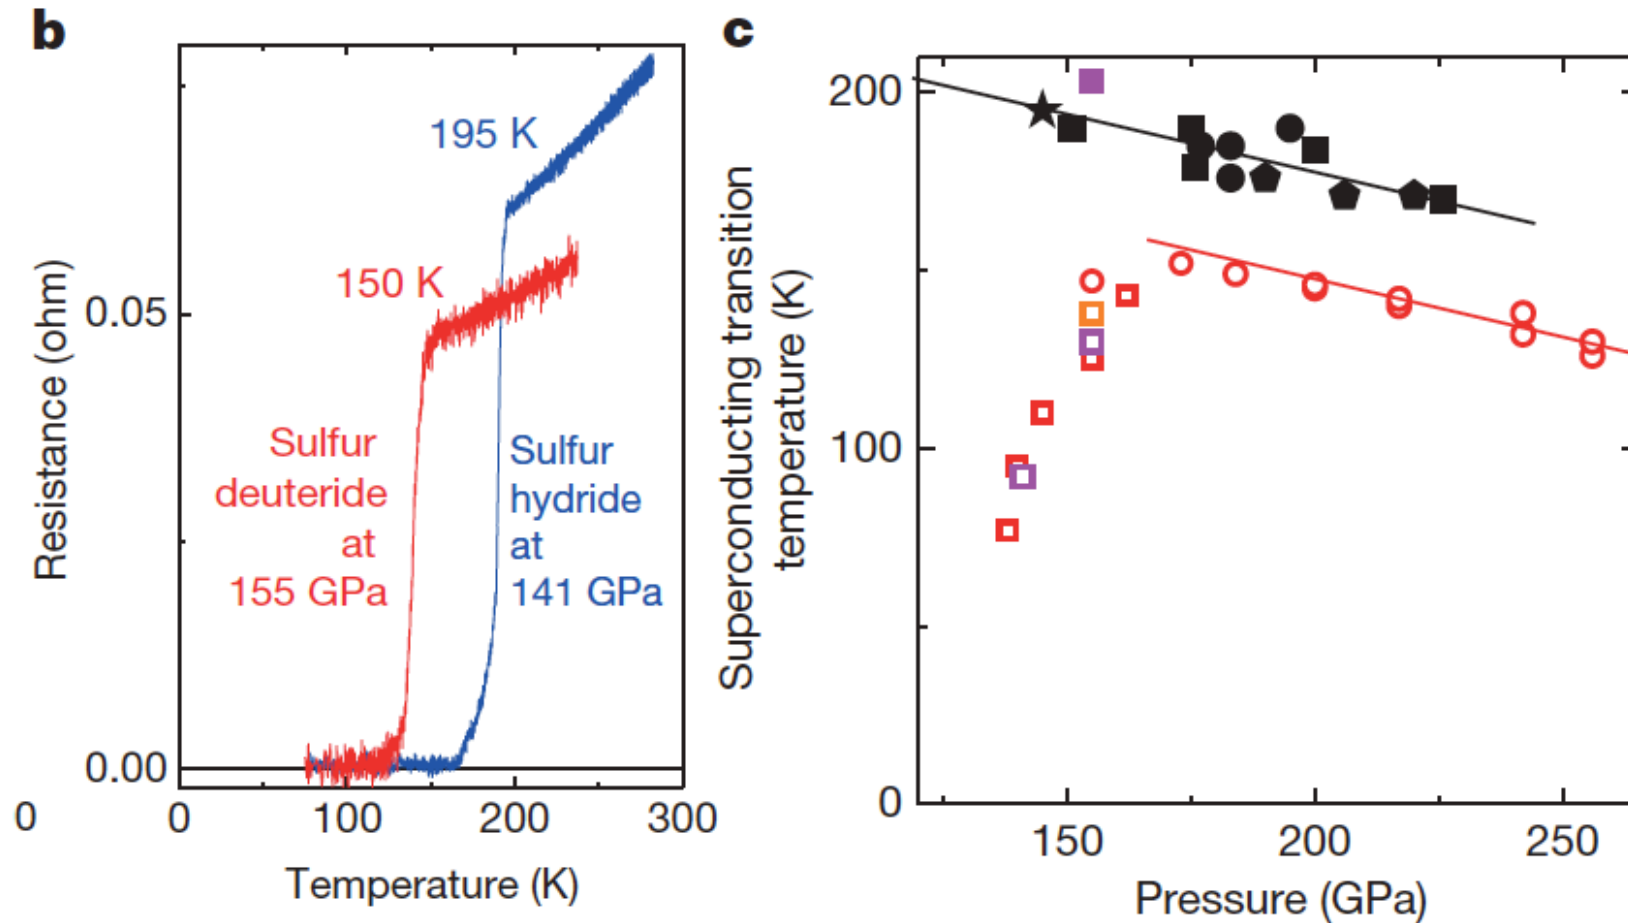 b
Resistance (ohm)
0.05
0.00
195 K
150 K
Sulfur
deuteride
at
155 GPa
Sulfur
hydride
at
141 GPa
0
0
100
200
300
Temperature (K)
c
Superconducting transition
temperature (K)
200
100
0
150
200
250
Pressure (GPa)